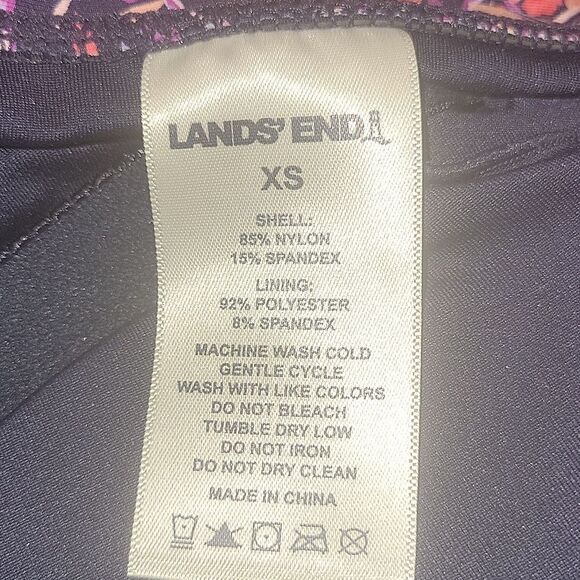 LANDS' END
XS
SHELL:
85% NYLON
15% SPANDEX
LINING:
92% POLYESTER
8% SPANDEX
MACHINE WASH COLD
GENTLE CYCLE
WASH WITH LIKE COLORS
DO NOT BLEACH
TUMBLE DRY LOW
DO NOT IRON
DO NOT DRY CLEAN
MADE IN CHINA